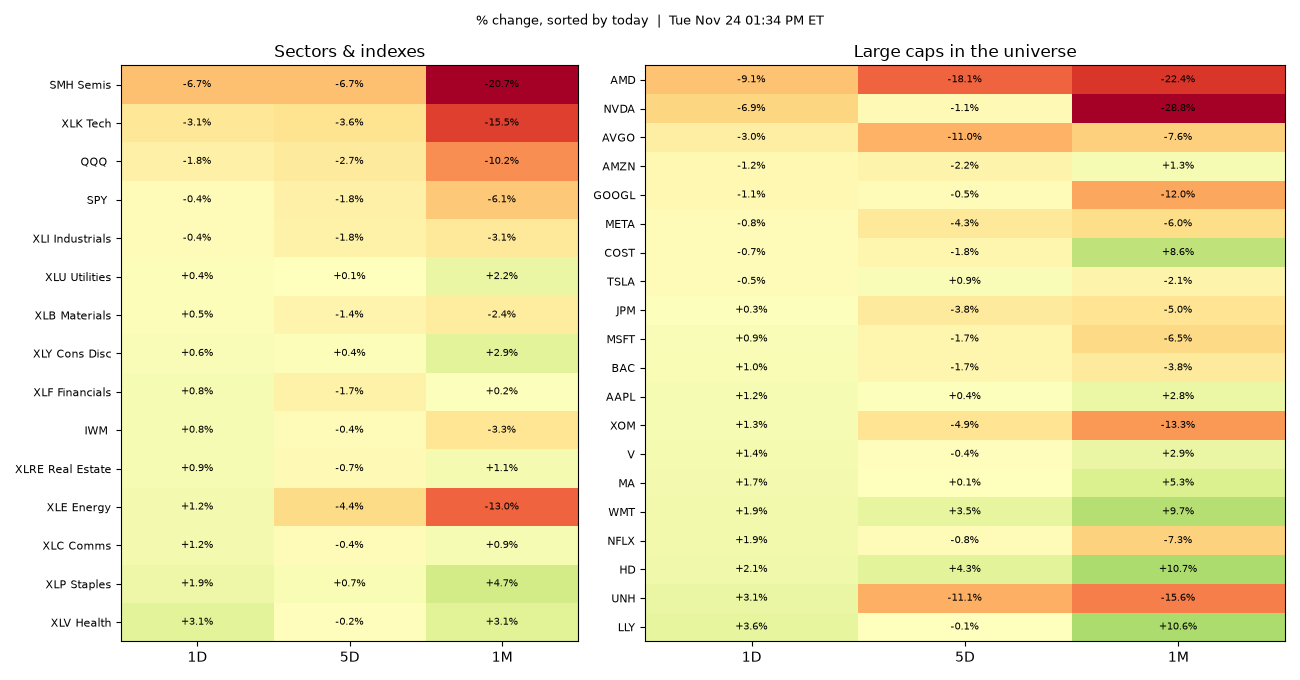 % change, sorted by today | Tue Nov 24 01:34 PM ET
Sectors & indexes
SMH Semis -6.7% -6.7% -20.7%
XLK Tech -3.1% -3.6% -15.5%
QQQ -1.8% -2.7% -10.2%
SPY -0.4% -1.8% -6.1%
XLI Industrials -0.4% -1.8% -3.1%
XLU Utilities +0.4% +0.1% +2.2%
XLB Materials +0.5% -1.4% -2.4%
XLY Cons Disc +0.6% +0.4% +2.9%
XLF Financials +0.8% -1.7% +0.2%
IWM +0.8% -0.4% -3.3%
XLRE Real Estate +0.9% -0.7% +1.1%
XLE Energy +1.2% -4.4% -13.0%
XLC Comms +1.2% -0.4% +0.9%
XLP Staples +1.9% +0.7% +4.7%
XLV Health +3.1% -0.2% +3.1%
1D 5D 1M
Large caps in the universe
AMD -9.1% -18.1% -22.4%
NVDA -6.9% -1.1% -28.8%
AVGO -3.0% -11.0% -7.6%
AMZN -1.2% -2.2% +1.3%
GOOGL -1.1% -0.5% -12.0%
META -0.8% -4.3% -6.0%
COST -0.7% -1.8% +8.6%
TSLA -0.5% +0.9% -2.1%
JPM +0.3% -3.8% -5.0%
MSFT +0.9% -1.7% -6.5%
BAC +1.0% -1.7% -3.8%
AAPL +1.2% +0.4% +2.8%
XOM +1.3% -4.9% -13.3%
V +1.4% -0.4% +2.9%
MA +1.7% +0.1% +5.3%
WMT +1.9% +3.5% +9.7%
NFLX +1.9% -0.8% -7.3%
HD +2.1% +4.3% +10.7%
UNH +3.1% -11.1% -15.6%
LLY +3.6% -0.1% +10.6%
1D 5D 1M